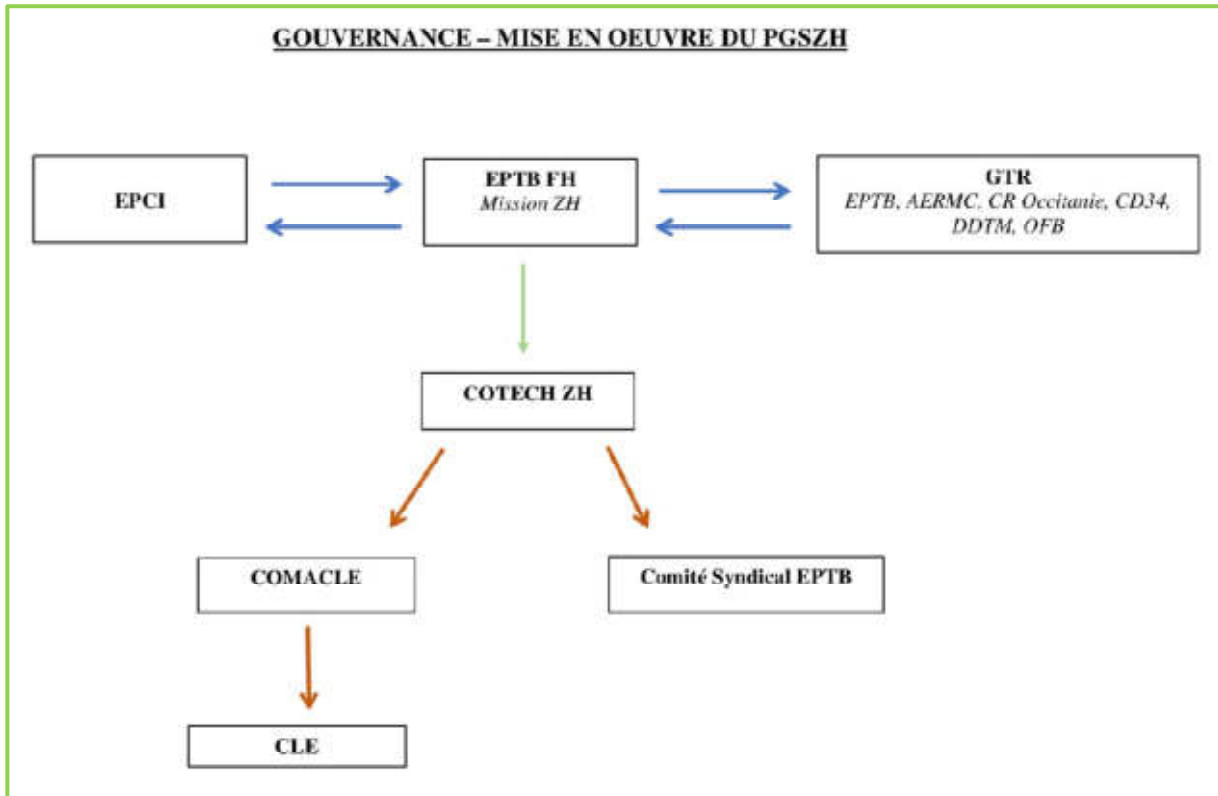 GOUVERNANCE – MISE EN OEUVRE DU PGSZH
EPCI
EPTB FH
Mission ZH
GTR
EPTB, AERMC, CR Occitanie, CD34,
DDTM, OFB
COTECH ZH
COMACLE
Comité Syndical EPTB
CLE